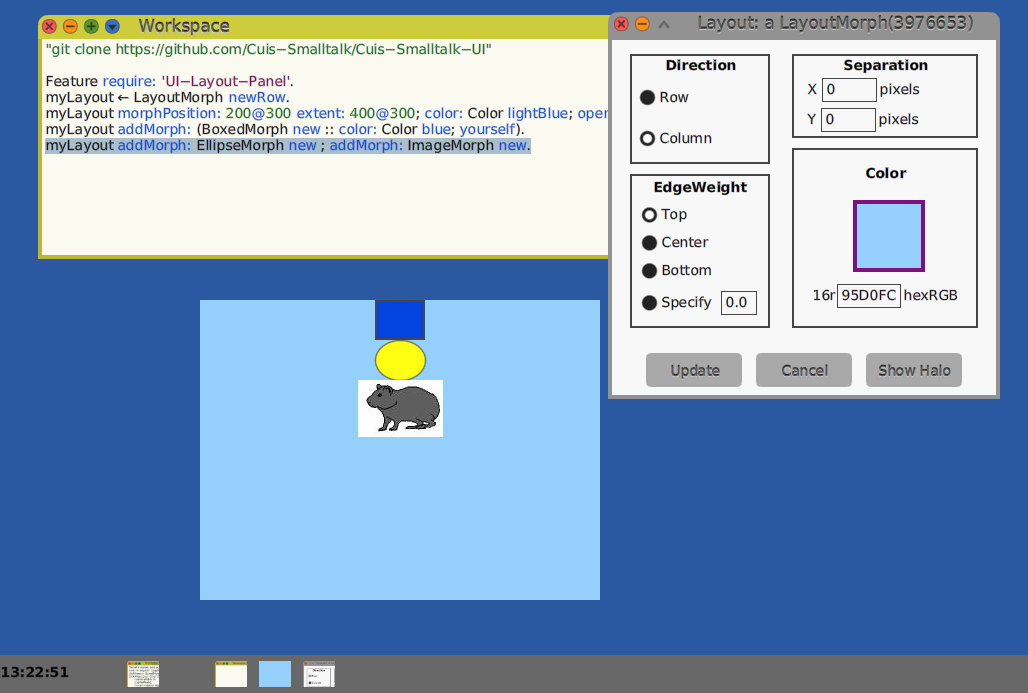 Workspace
"git clone https://github.com/Cuis-Smalltalk/Cuis-Smalltalk-UI"
Feature require: 'UI-Layout-Panel'.
myLayout ← LayoutMorph newRow.
myLayout morphPosition: 200@300 extent: 400@300; color: Color lightBlue; oper
myLayout addMorph: (BoxedMorph new :: color: Color blue; yourself).
myLayout addMorph: EllipseMorph new ; addMorph: ImageMorph new.
Layout: a LayoutMorph(3976653)
Direction
Row
Column
EdgeWeight
Top
Center
Bottom
Specify 0.0
Separation
X 0 pixels
Y 0 pixels
Color
16r 95D0FC hexRGB
Update Cancel Show Halo
13:22:51